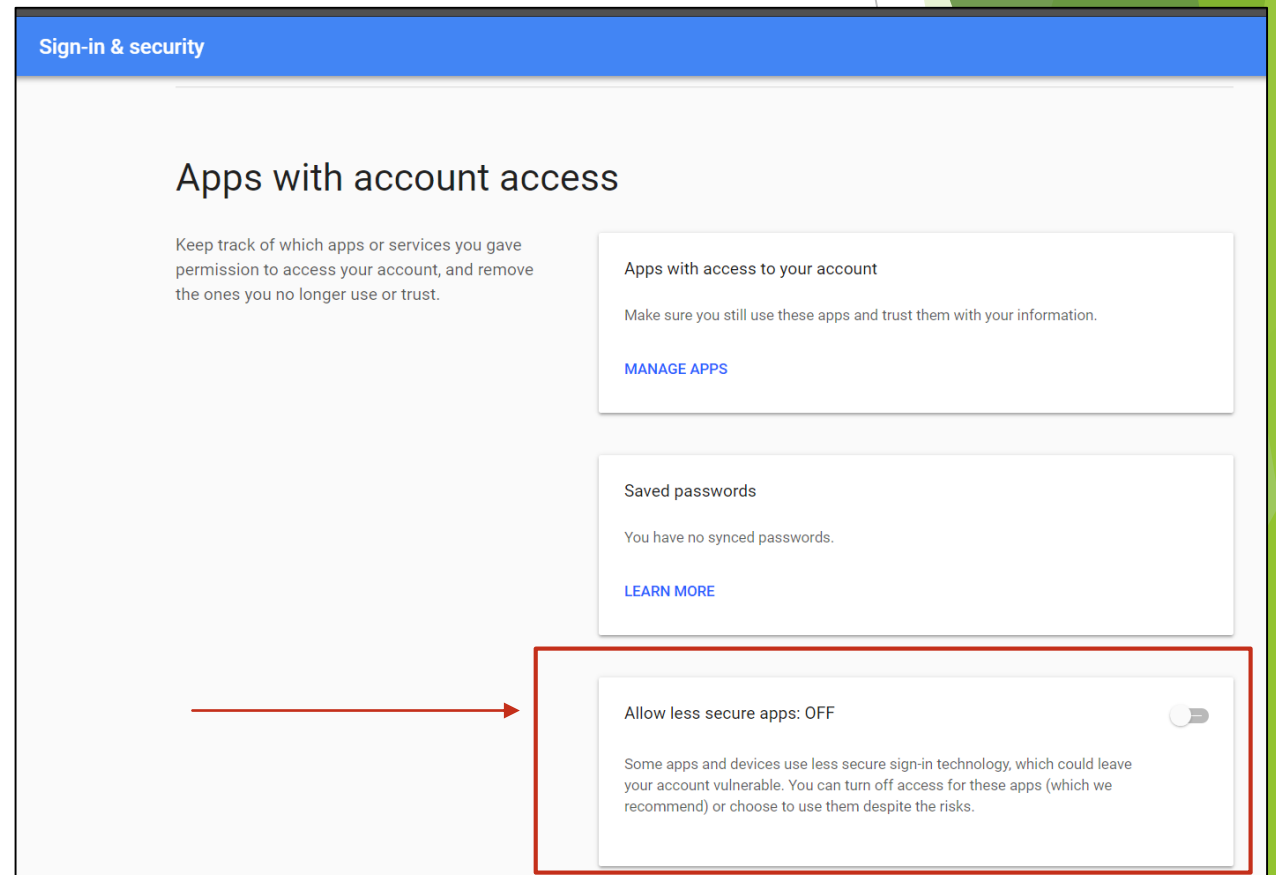 Sign-in & security
Apps with account access
Keep track of which apps or services you gave
permission to access your account, and remove
the ones you no longer use or trust.
Apps with access to your account
Make sure you still use these apps and trust them with your information.
MANAGE APPS
Saved passwords
You have no synced passwords.
LEARN MORE
Allow less secure apps: OFF
Some apps and devices use less secure sign-in technology, which could leave
your account vulnerable. You can turn off access for these apps (which we
recommend) or choose to use them despite the risks.